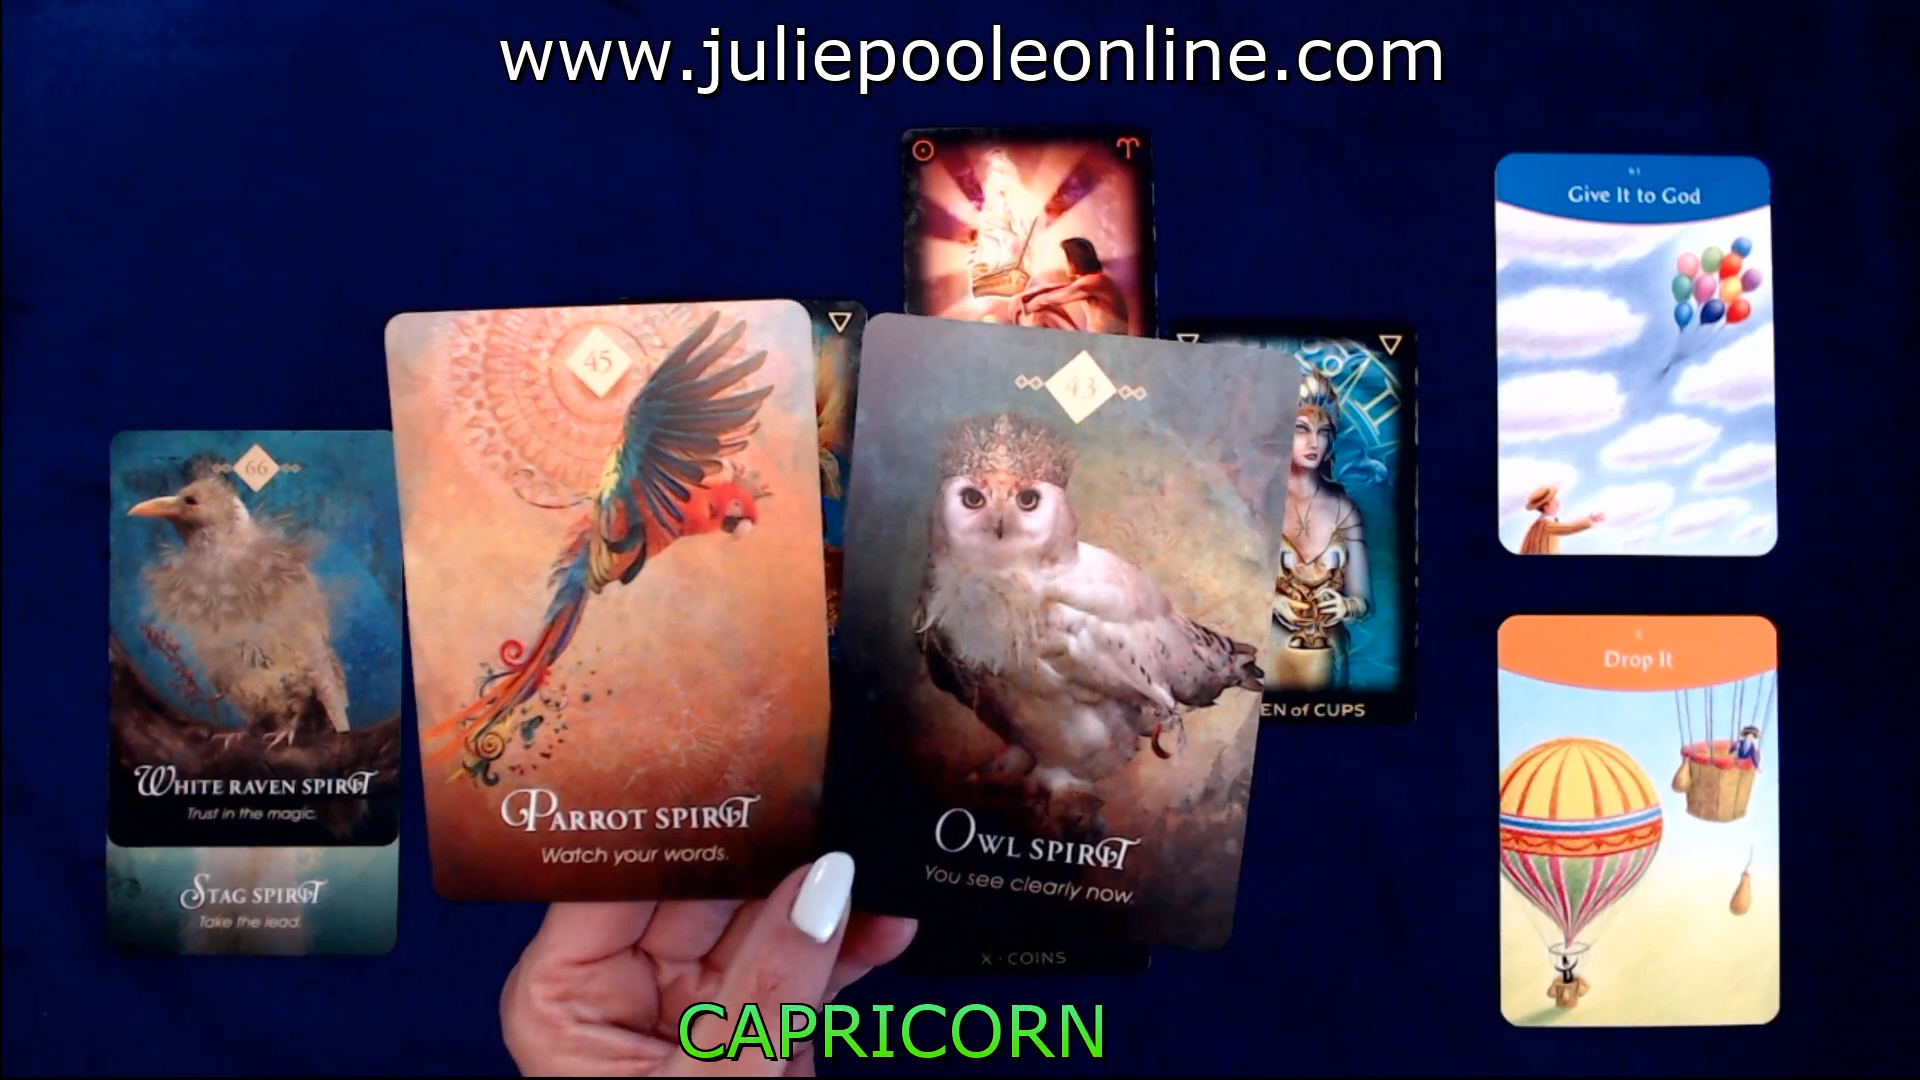 www.juliepooleonline.com
61
Give It to God
45
43
66
Drop It
EN of CUPS
WHITE RAVEN SPIRIT
Trust in the magic.
PARROT SPIRIT
Watch your words.
OWL SPIRIT
You see clearly now.
STAG SPIRIT
Take the lead.
X · COINS
CAPRICORN